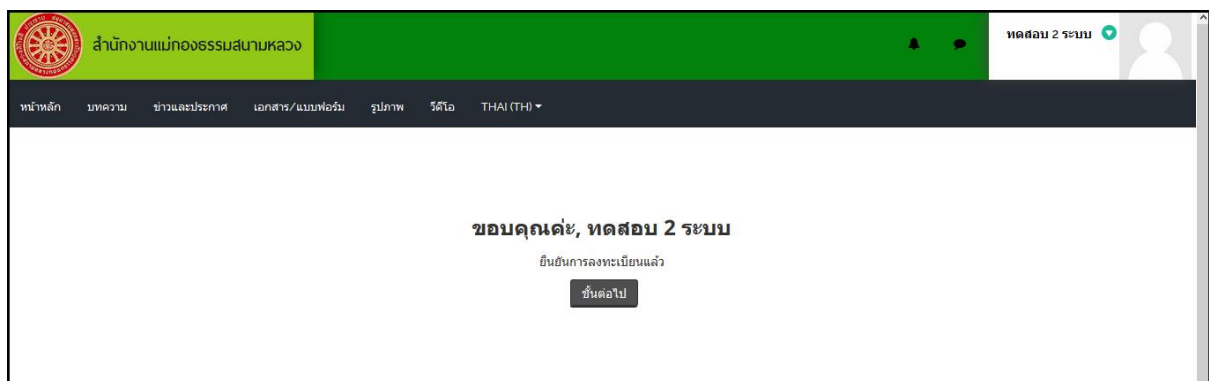 สำนักงานแม่กองธรรมสนามหลวง
ทดสอบ 2 ระบบ
หน้าหลัก บทความ ข่าวและประกาศ เอกสาร/แบบฟอร์ม รูปภาพ วีดีโอ THAI (TH)
ขอบคุณค่ะ, ทดสอบ 2 ระบบ
ยืนยันการลงทะเบียนแล้ว
ขั้นต่อไป